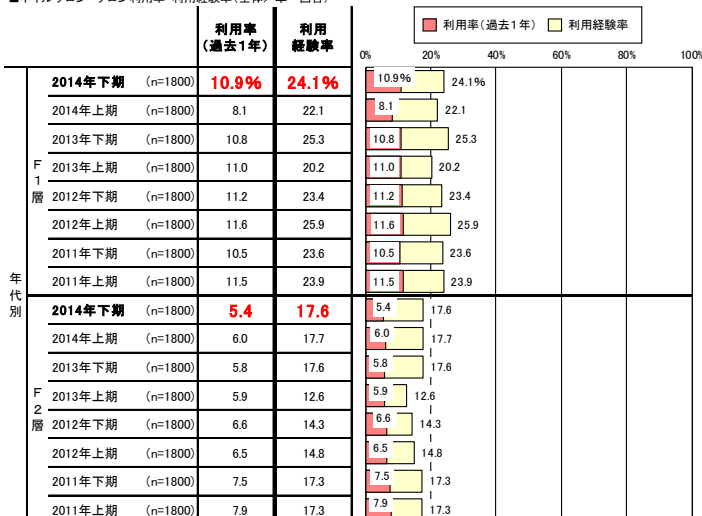 利用率
(過去1年)
利用
経験率
利用率(過去1年) 利用経験率
0% 20% 40% 60% 80% 100%
年代別
F1層
2014年下期 (n=1800) 10.9% 24.1% 10.9% 24.1%
2014年上期 (n=1800) 8.1 22.1 8.1 22.1
2013年下期 (n=1800) 10.8 25.3 10.8 25.3
2013年上期 (n=1800) 11.0 20.2 11.0 20.2
2012年下期 (n=1800) 11.2 23.4 11.2 23.4
2012年上期 (n=1800) 11.6 25.9 11.6 25.9
2011年下期 (n=1800) 10.5 23.6 10.5 23.6
2011年上期 (n=1800) 11.5 23.9 11.5 23.9
F2層
2014年下期 (n=1800) 5.4 17.6 5.4 17.6
2014年上期 (n=1800) 6.0 17.7 6.0 17.7
2013年下期 (n=1800) 5.8 17.6 5.8 17.6
2013年上期 (n=1800) 5.9 12.6 5.9 12.6
2012年下期 (n=1800) 6.6 14.3 6.6 14.3
2012年上期 (n=1800) 6.5 14.8 6.5 14.8
2011年下期 (n=1800) 7.5 17.3 7.5 17.3
2011年上期 (n=1800) 7.9 17.3 7.9 17.3